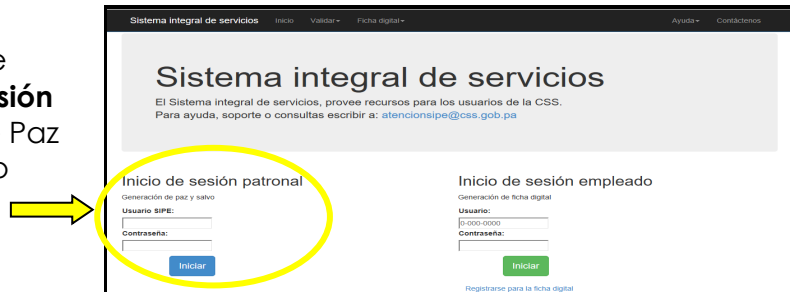 Sistema integral de servicios Inicio Validar Ficha digital Ayuda Contáctenos
Sistema integral de servicios
El Sistema integral de servicios, provee recursos para los usuarios de la CSS.
Para ayuda, soporte o consultas escribir a: atencionsipe@css.gob.pa
e
sión
Paz
o
Inicio de sesión patronal
Generación de paz y salvo
Usuario SIPE:
Contraseña:
Iniciar
Inicio de sesión empleado
Generación de ficha digital
Usuario:
0-000-0000
Contraseña:
Iniciar
Registrarse para la ficha digital